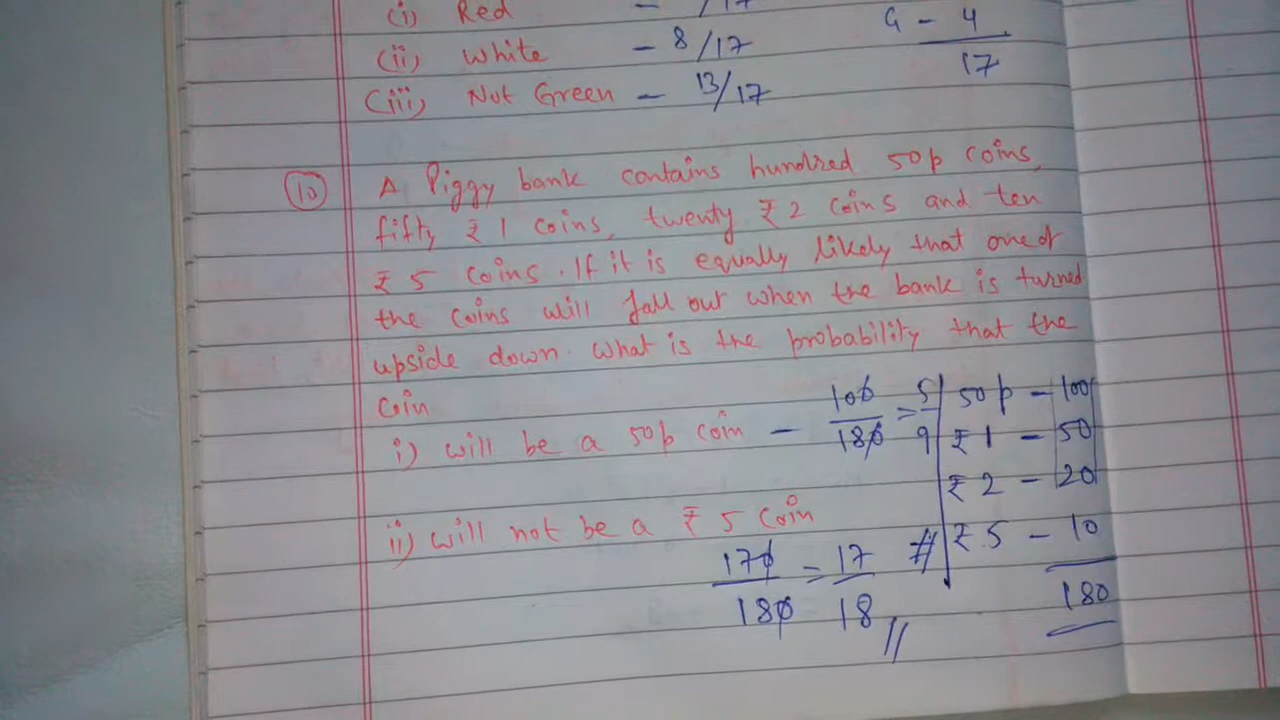 (i) Red - /17
G - 4
(ii) White - 8/17
17
(iii) Not Green - 13/17
10 A Piggy bank contains hundred 50p coins,
fifty ₹ 1 coins, twenty ₹ 2 coins and ten
₹ 5 coins. If it is equally likely that one of
the coins will fall out when the bank is turned
upside down. What is the probability that the
coin
i) will be a 50p coin - 100/180 = 5/9
50p - 100
₹ 1 - 50
₹ 2 - 20
ii) will not be a ₹ 5 coin
₹ 5 - 10
170/180 = 17/18 //
180